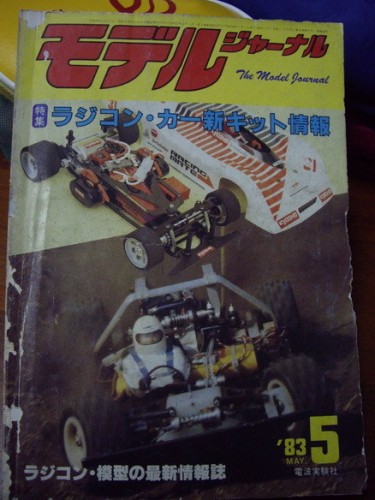 モデルジャーナル
The Model Journal
特集 ラジコン・カー新キット情報
RACING
MATE
'83 5
MAY.
電波実験社
ラジコン・模型の最新情報誌